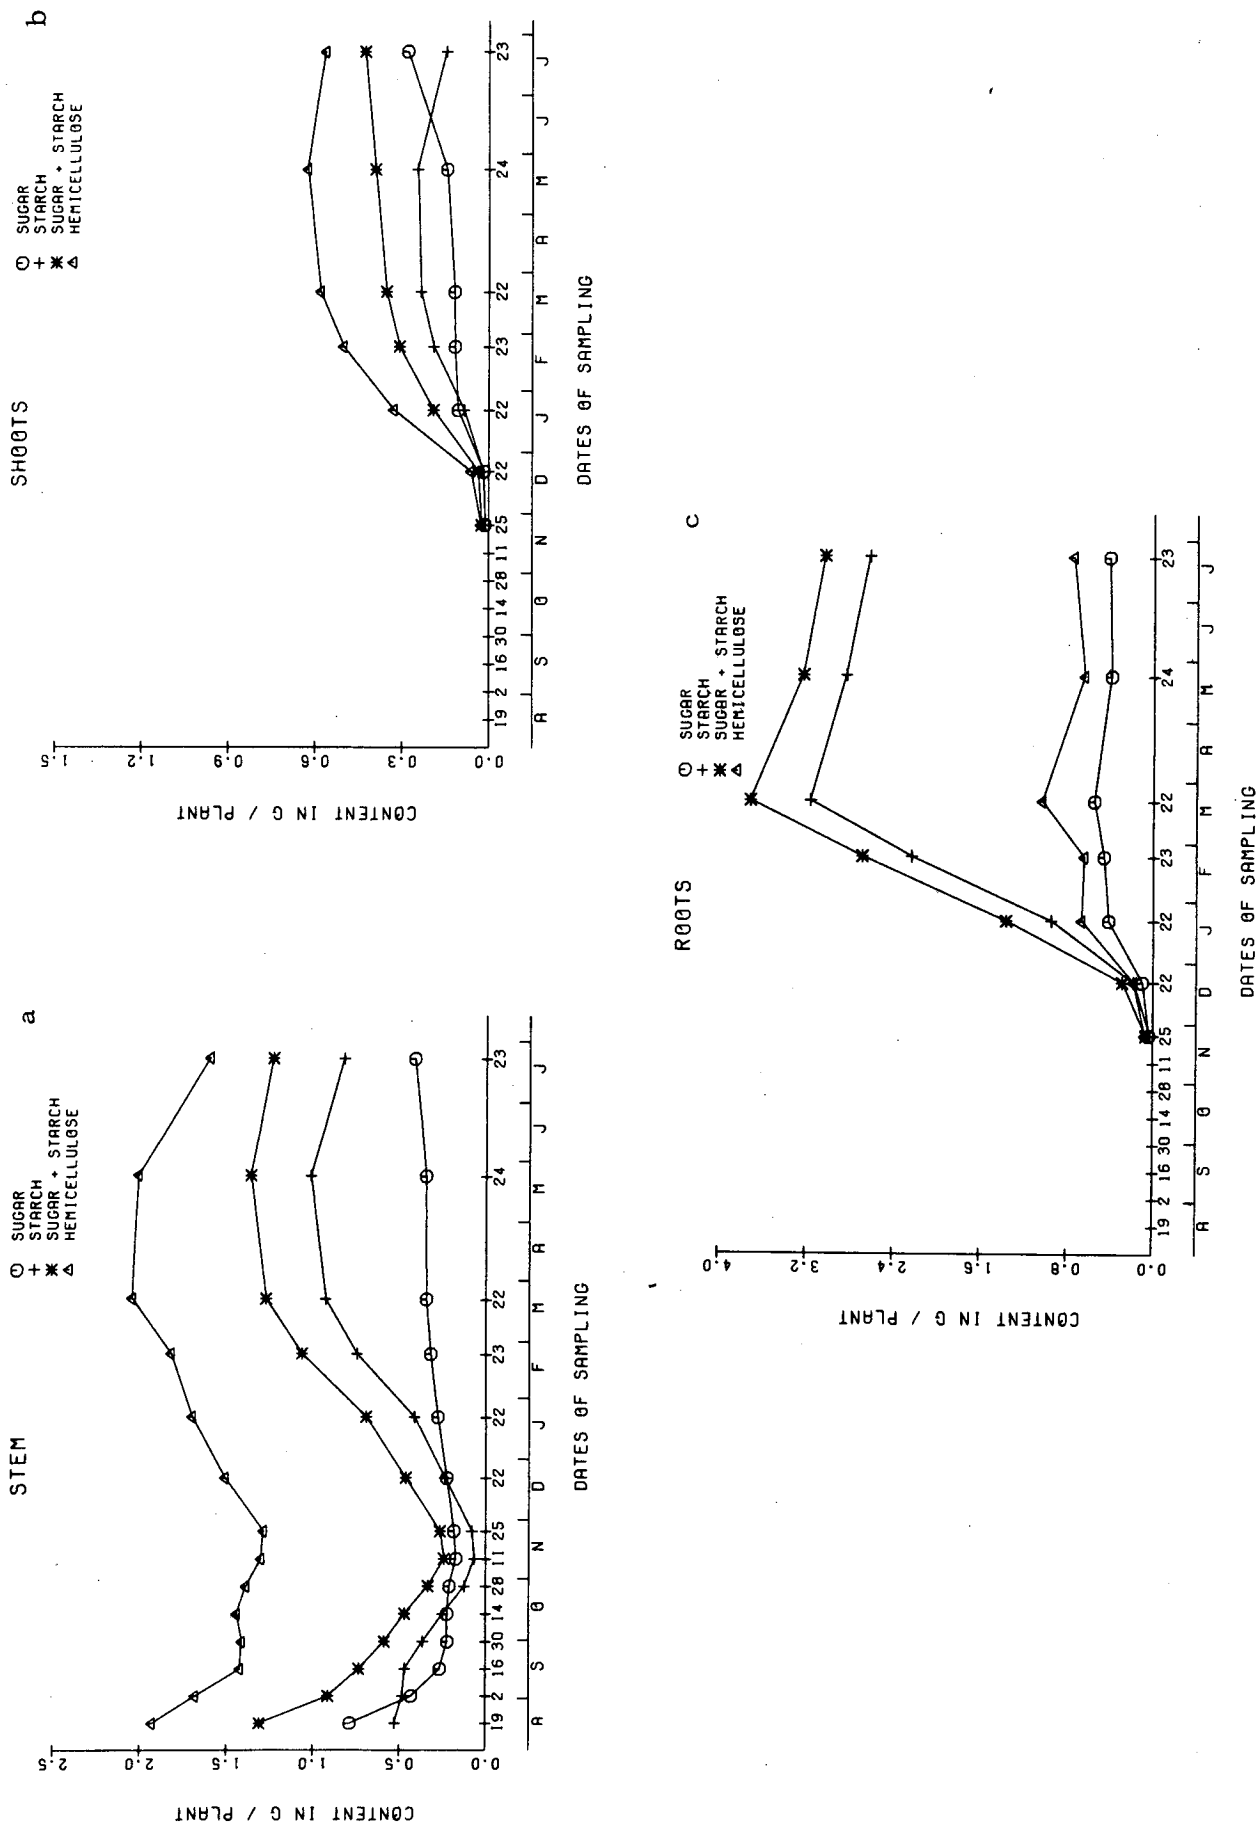 STEM
a
SUGAR
STARCH
SUGAR + STARCH
HEMICELLULOSE
CONTENT IN G / PLANT
2.5
2.0
1.5
1.0
0.5
0.0
19 2 16 30 14 28 11 25 22 22 23 22 24 23
A S O N D J F M A M J J
DATES OF SAMPLING
SHOOTS
b
SUGAR
STARCH
SUGAR + STARCH
HEMICELLULOSE
CONTENT IN G / PLANT
1.5
1.2
0.9
0.6
0.3
0.0
19 2 16 30 14 28 11 25 22 22 23 22 24 23
A S O N D J F M A M J J
DATES OF SAMPLING
ROOTS
c
SUGAR
STARCH
SUGAR + STARCH
HEMICELLULOSE
CONTENT IN G / PLANT
4.0
3.2
2.4
1.6
0.8
0.0
19 2 16 30 14 28 11 25 22 22 23 22 24 23
A S O N D J F M A M J J
DATES OF SAMPLING